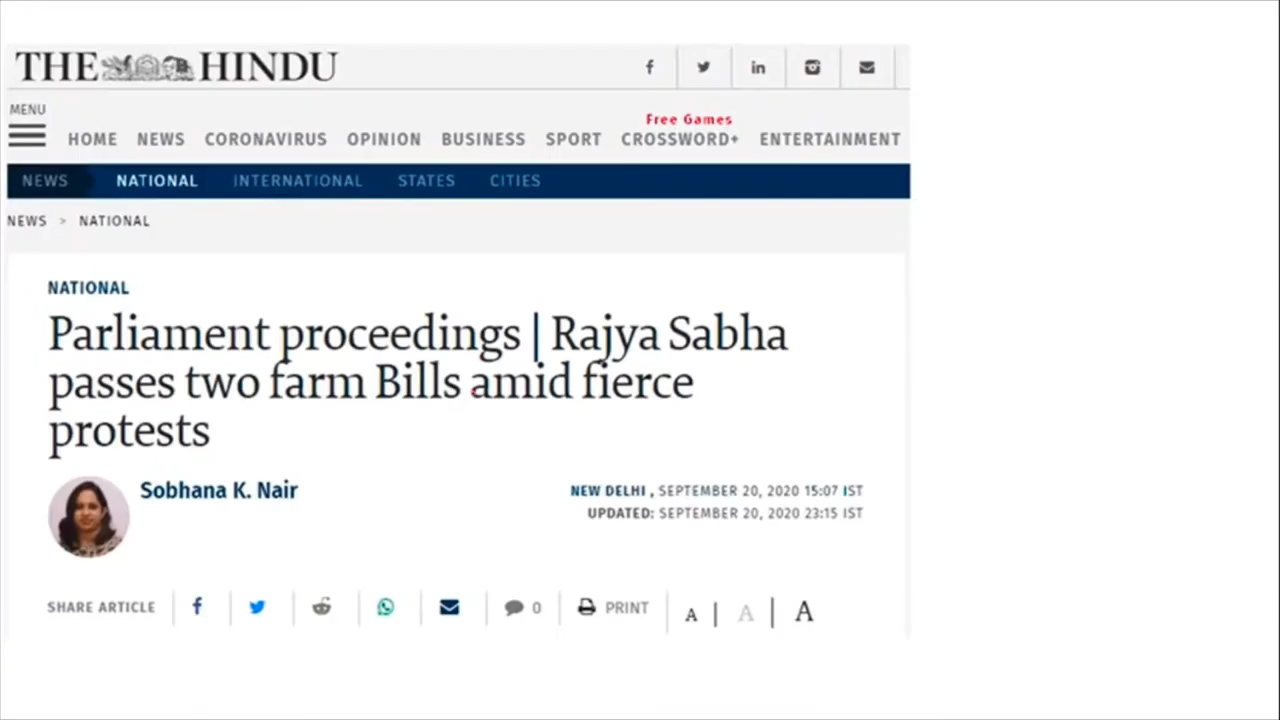 THE HINDU
MENU
Free Games
HOME NEWS CORONAVIRUS OPINION BUSINESS SPORT CROSSWORD+ ENTERTAINMENT
NEWS NATIONAL INTERNATIONAL STATES CITIES
NEWS > NATIONAL
NATIONAL
Parliament proceedings | Rajya Sabha
passes two farm Bills amid fierce
protests
Sobhana K. Nair
NEW DELHI , SEPTEMBER 20, 2020 15:07 IST
UPDATED: SEPTEMBER 20, 2020 23:15 IST
SHARE ARTICLE 0 PRINT A | A | A